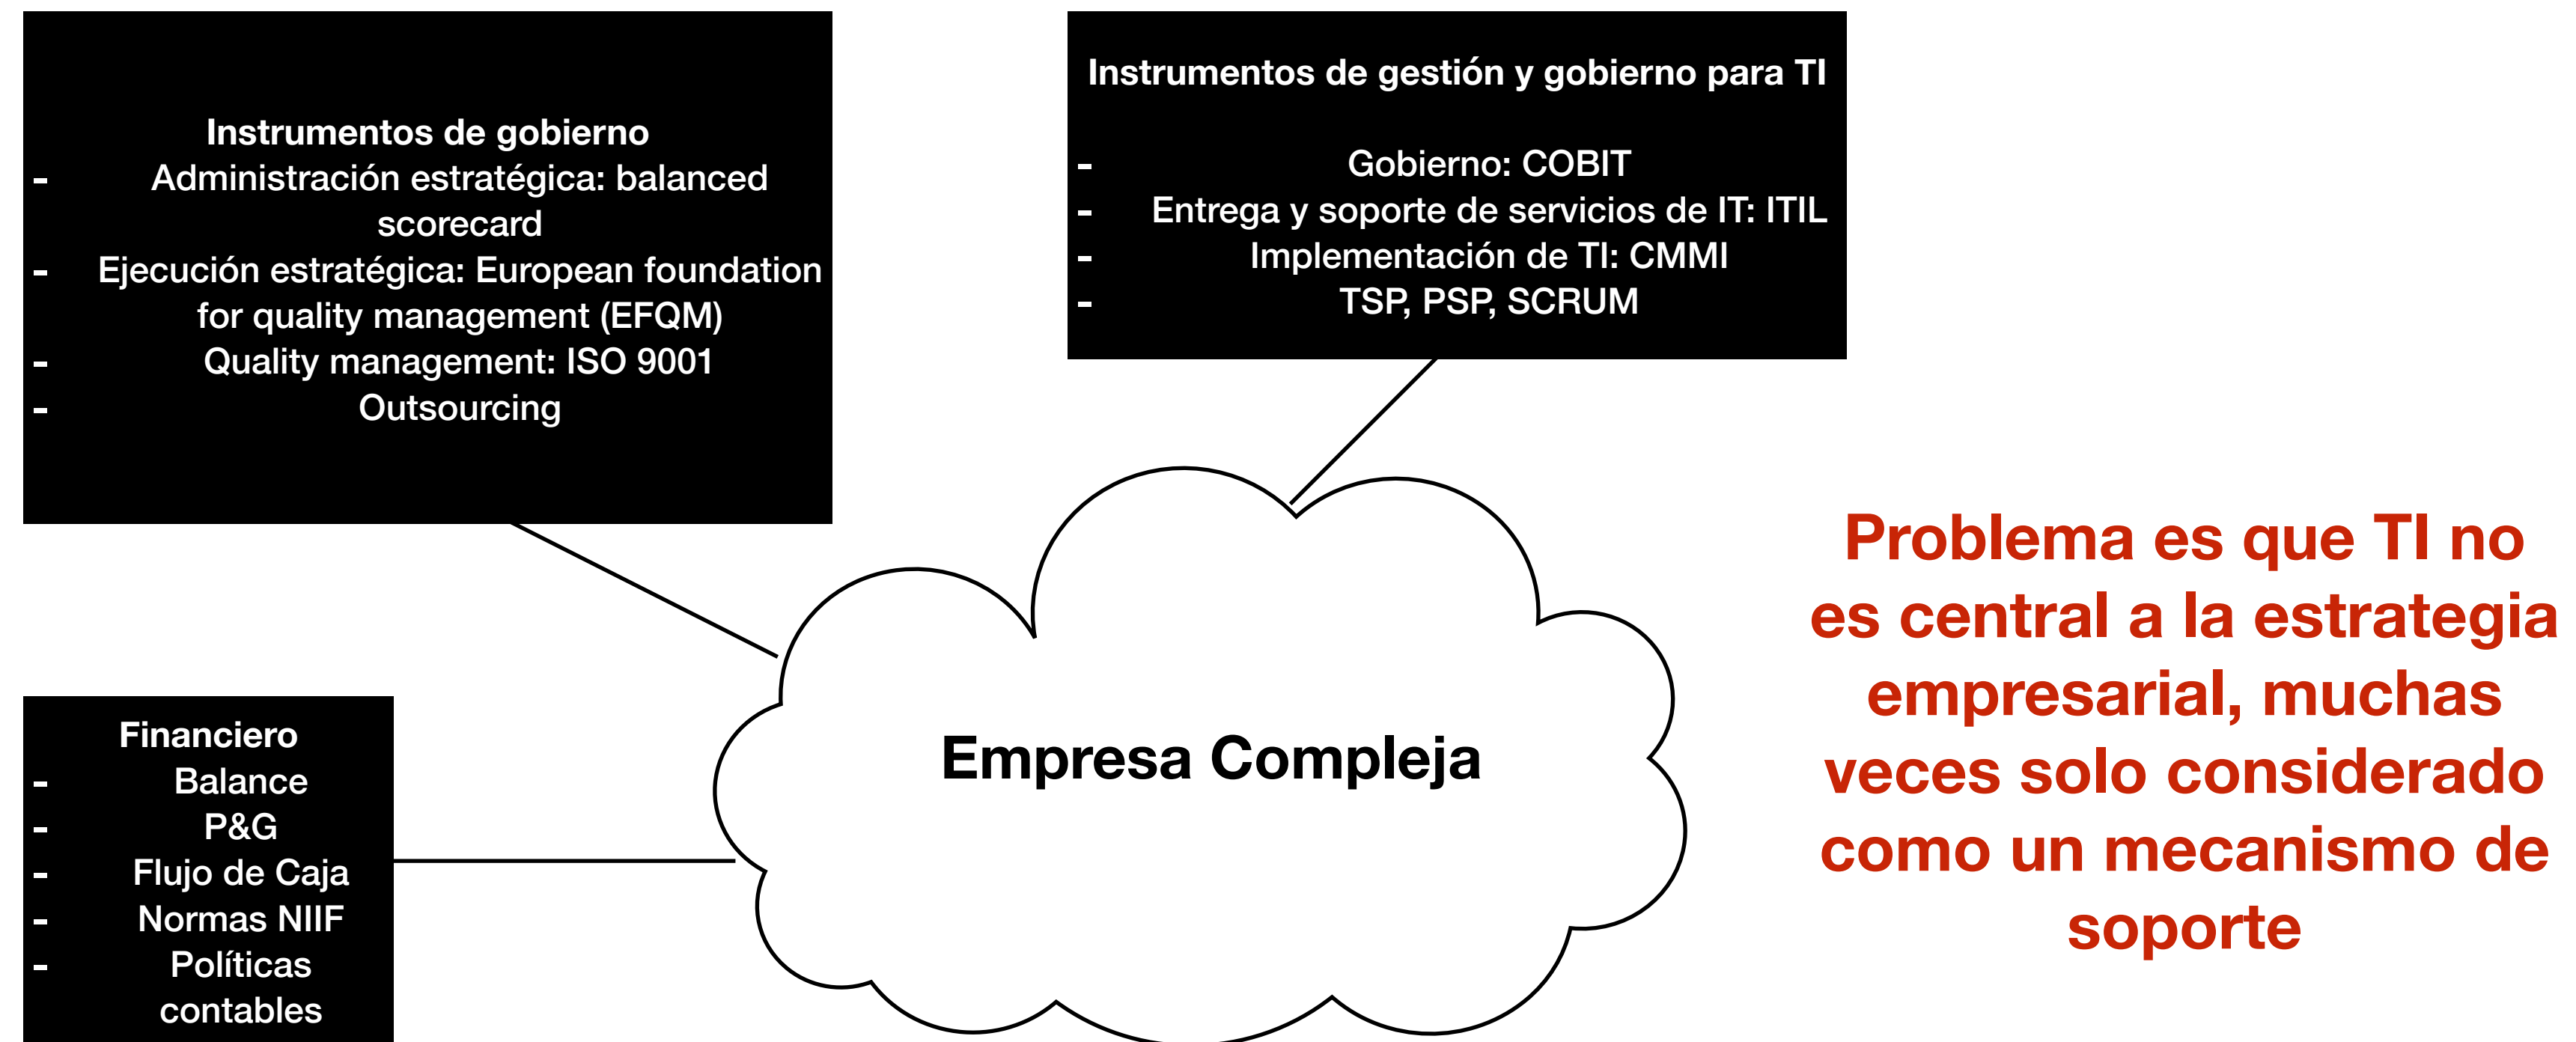 Instrumentos de gobierno
- Administración estratégica: balanced
scorecard
- Ejecución estratégica: European foundation
for quality management (EFQM)
- Quality management: ISO 9001
- Outsourcing
Instrumentos de gestión y gobierno para TI
- Gobierno: COBIT
- Entrega y soporte de servicios de IT: ITIL
- Implementación de TI: CMMI
- TSP, PSP, SCRUM
Financiero
- Balance
- P&G
- Flujo de Caja
- Normas NIIF
- Políticas
contables
Empresa Compleja
Problema es que TI no
es central a la estrategia
empresarial, muchas
veces solo considerado
como un mecanismo de
soporte